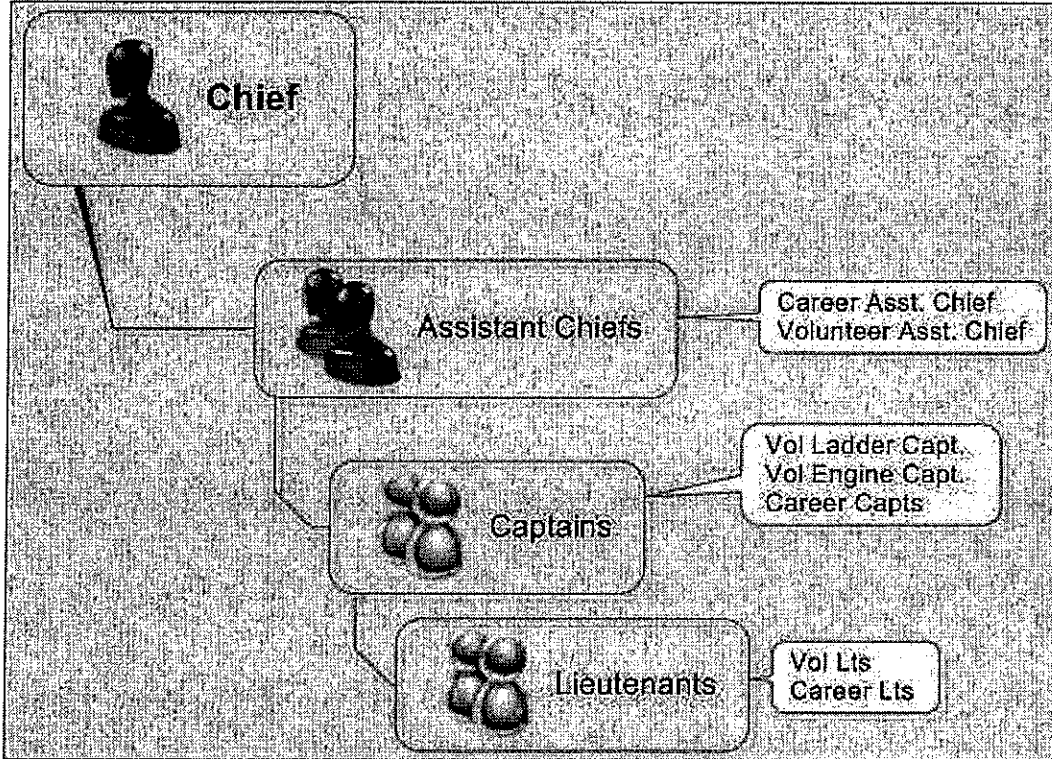 Chief
Assistant Chiefs
Career Asst. Chief
Volunteer Asst. Chief
Captains
Vol Ladder Capt.
Vol Engine Capt.
Career Capts
Lieutenants
Vol Lts
Career Lts